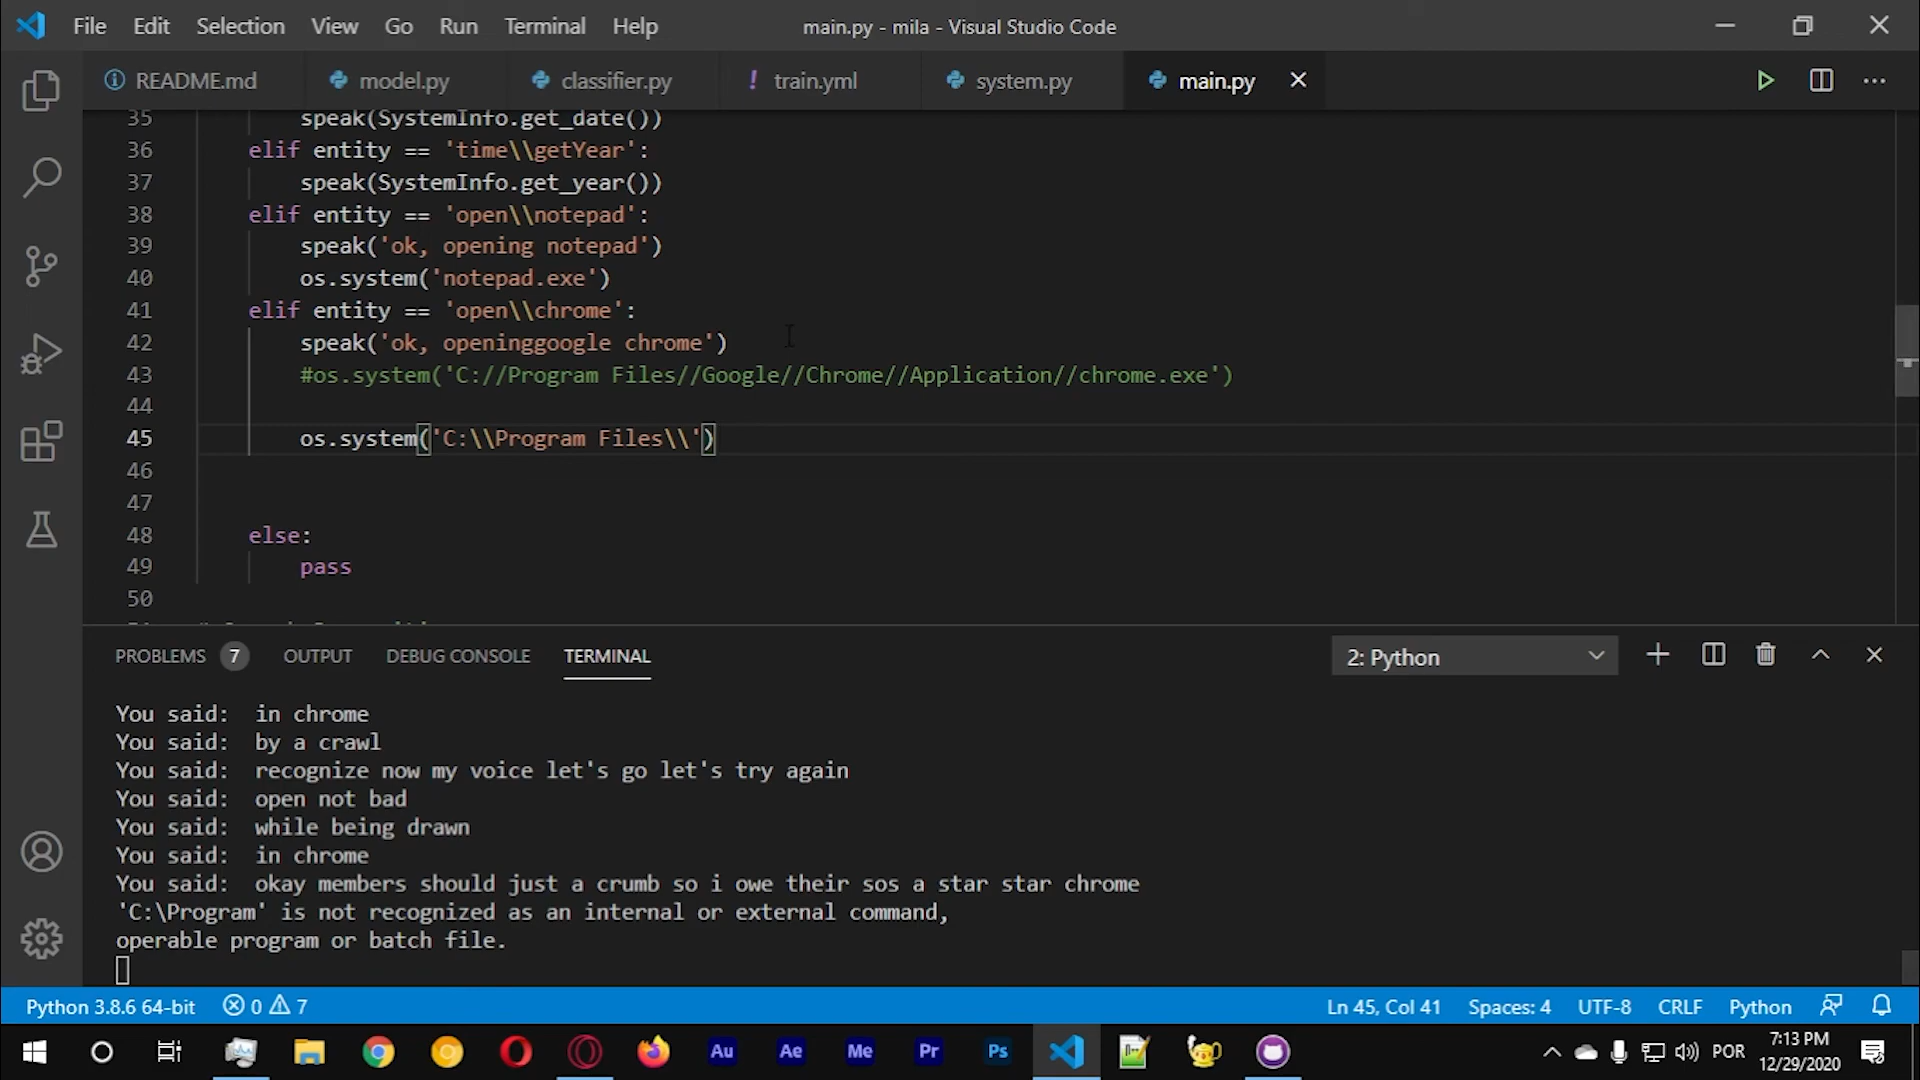 File Edit Selection View Go Run Terminal Help main.py - mila - Visual Studio Code
README.md model.py classifier.py ! train.yml system.py main.py
35 speak(SystemInfo.get_date())
36 elif entity == 'time\\getYear':
37 speak(SystemInfo.get_year())
38 elif entity == 'open\\notepad':
39 speak('ok, opening notepad')
40 os.system('notepad.exe')
41 elif entity == 'open\\chrome':
42 speak('ok, openinggoogle chrome')
43 #os.system('C://Program Files//Google//Chrome//Application//chrome.exe')
44
45 os.system('C:\\Program Files\\')
46
47
48 else:
49 pass
50
PROBLEMS 7 OUTPUT DEBUG CONSOLE TERMINAL 2: Python
You said:  in chrome
You said:  by a crawl
You said:  recognize now my voice let's go let's try again
You said:  open not bad
You said:  while being drawn
You said:  in chrome
You said:  okay members should just a crumb so i owe their sos a star star chrome
'C:\Program' is not recognized as an internal or external command,
operable program or batch file.
Python 3.8.6 64-bit 0 7 Ln 45, Col 41 Spaces: 4 UTF-8 CRLF Python
Au Ae Me Pr Ps POR 7:13 PM
12/29/2020